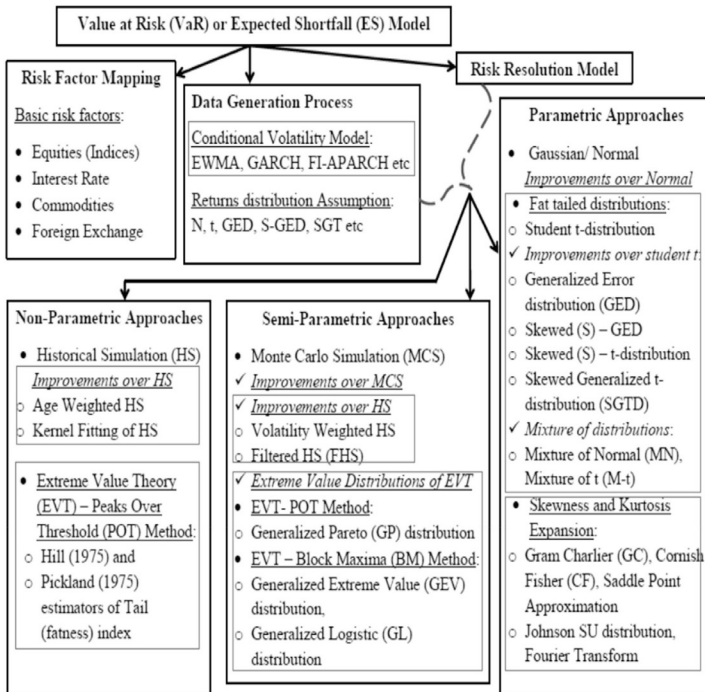 Value at Risk (VaR) or Expected Shortfall (ES) Model
Risk Factor Mapping
Basic risk factors:
• Equities (Indices)
• Interest Rate
• Commodities
• Foreign Exchange
Data Generation Process
Conditional Volatility Model:
EWMA, GARCH, FI-APARCH etc
Returns distribution Assumption:
N, t, GED, S-GED, SGT etc
Risk Resolution Model
Parametric Approaches
• Gaussian/ Normal
Improvements over Normal
• Fat tailed distributions:
○ Student t-distribution
✓ Improvements over student t:
○ Generalized Error
distribution (GED)
○ Skewed (S) – GED
○ Skewed (S) – t-distribution
○ Skewed Generalized t-
distribution (SGTD)
✓ Mixture of distributions:
○ Mixture of Normal (MN),
Mixture of t (M-t)
• Skewness and Kurtosis
Expansion:
○ Gram Charlier (GC), Cornish
Fisher (CF), Saddle Point
Approximation
○ Johnson SU distribution,
Fourier Transform
Non-Parametric Approaches
• Historical Simulation (HS)
Improvements over HS
○ Age Weighted HS
○ Kernel Fitting of HS
• Extreme Value Theory
(EVT) – Peaks Over
Threshold (POT) Method:
○ Hill (1975) and
○ Pickland (1975)
estimators of Tail
(fatness) index
Semi-Parametric Approaches
• Monte Carlo Simulation (MCS)
✓ Improvements over MCS
✓ Improvements over HS
○ Volatility Weighted HS
○ Filtered HS (FHS)
✓ Extreme Value Distributions of EVT
• EVT- POT Method:
○ Generalized Pareto (GP) distribution
• EVT – Block Maxima (BM) Method:
○ Generalized Extreme Value (GEV)
distribution,
○ Generalized Logistic (GL)
distribution